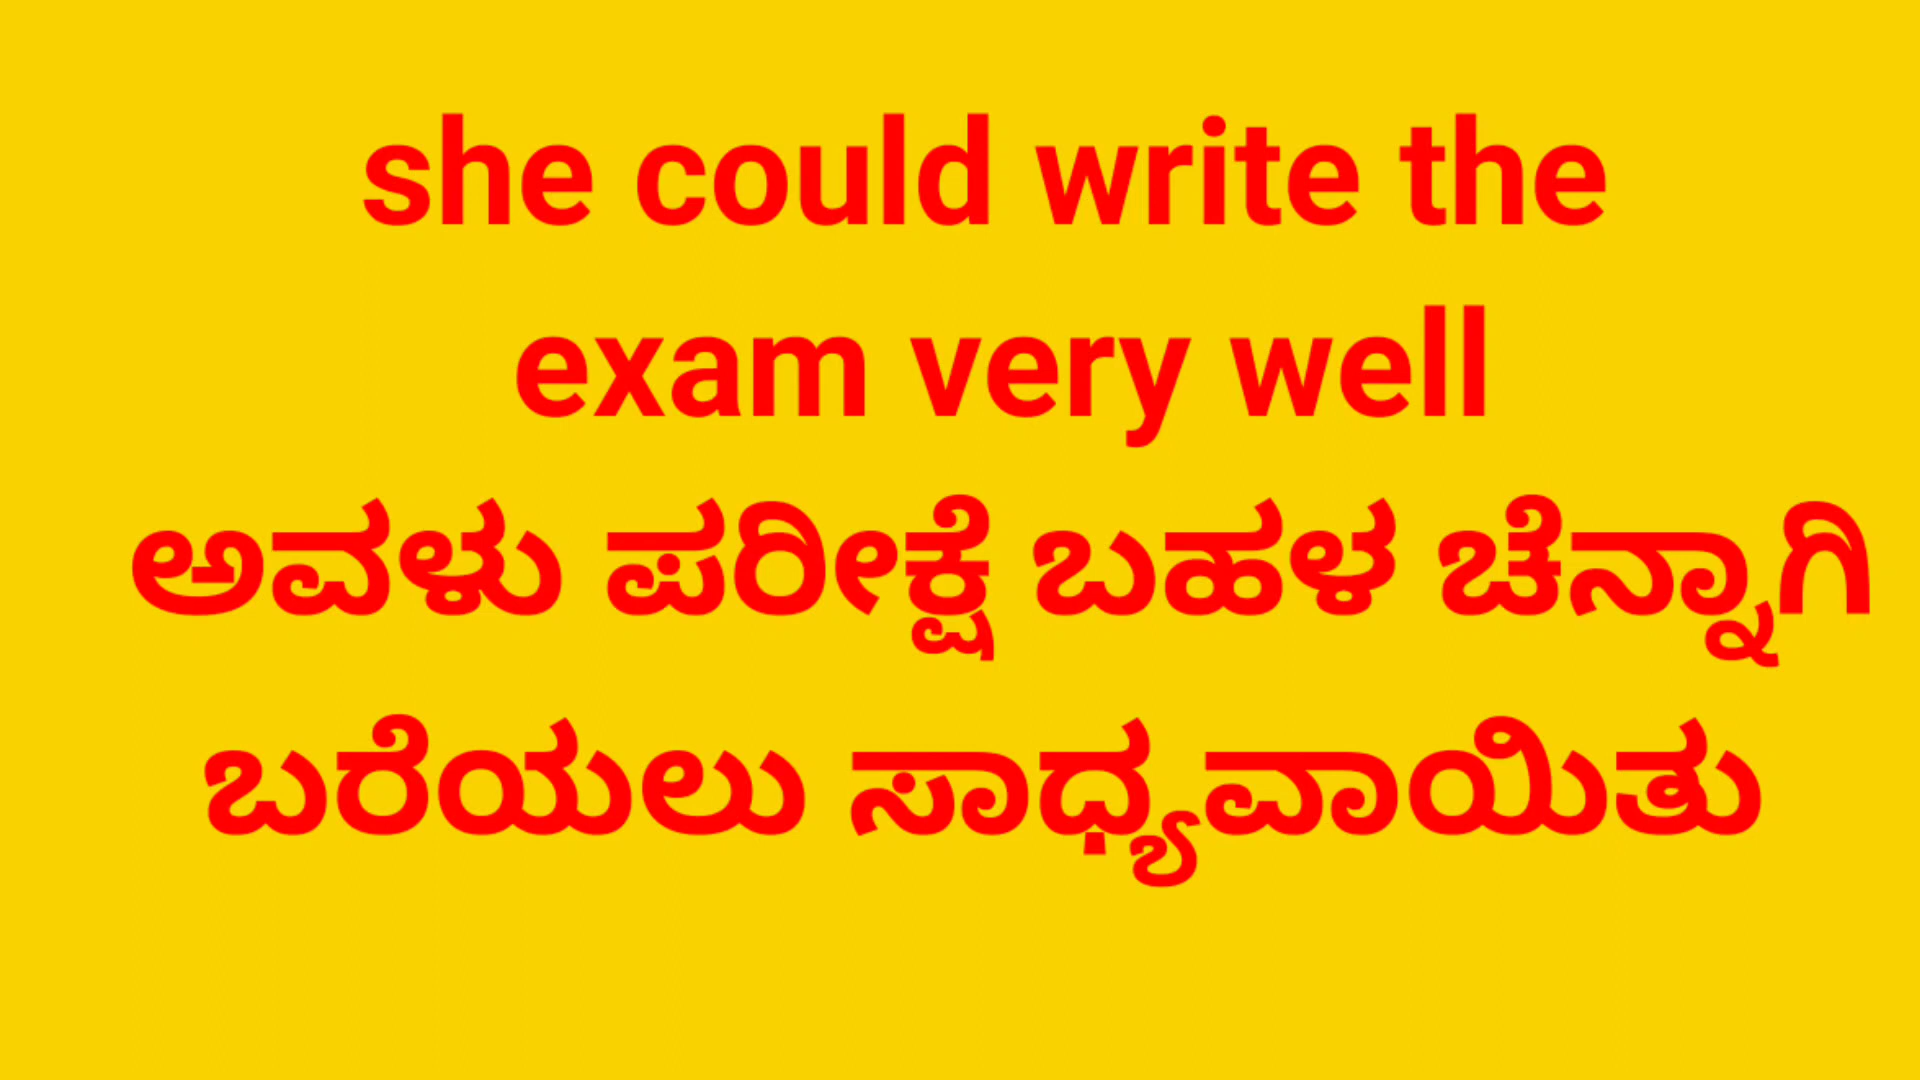 she could write the
exam very well
ಅವಳು ಪರೀಕ್ಷೆ ಬಹಳ ಚೆನ್ನಾಗಿ
ಬರೆಯಲು ಸಾಧ್ಯವಾಯಿತು